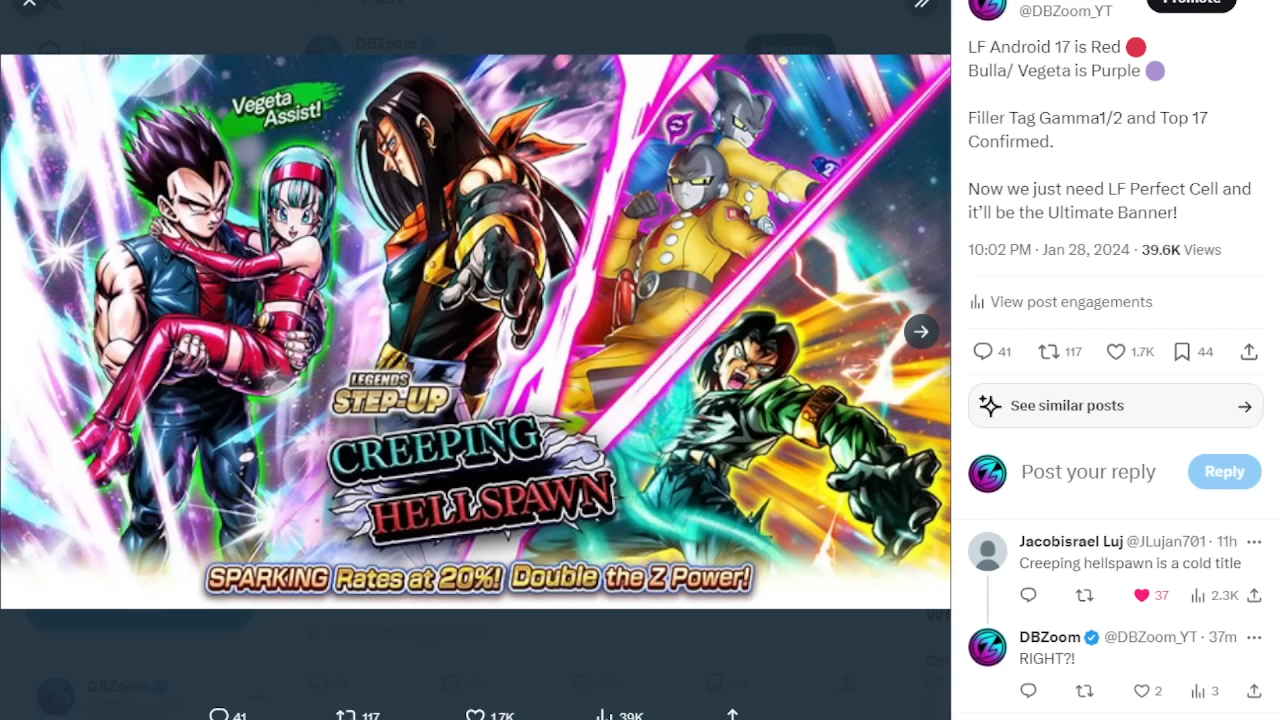 Vegeta
Assist!
LEGENDS
STEP-UP
CREEPING
HELLSPAWN
SPARKING Rates at 20%! Double the Z Power!
41
117
1.7K
39K
DBZoom
Promote
DBZoom
Promote
@DBZoom_YT
LF Android 17 is Red
Bulla/ Vegeta is Purple
Filler Tag Gamma1/2 and Top 17
Confirmed.
Now we just need LF Perfect Cell and
it'll be the Ultimate Banner!
10:02 PM · Jan 28, 2024 · 39.6K Views
View post engagements
41 117 1.7K 44
See similar posts
Post your reply Reply
Jacobisrael Luj @JLujan701 · 11h
Creeping hellspawn is a cold title
37 2.3K
DBZoom @DBZoom_YT · 37m
RIGHT?!
2 3